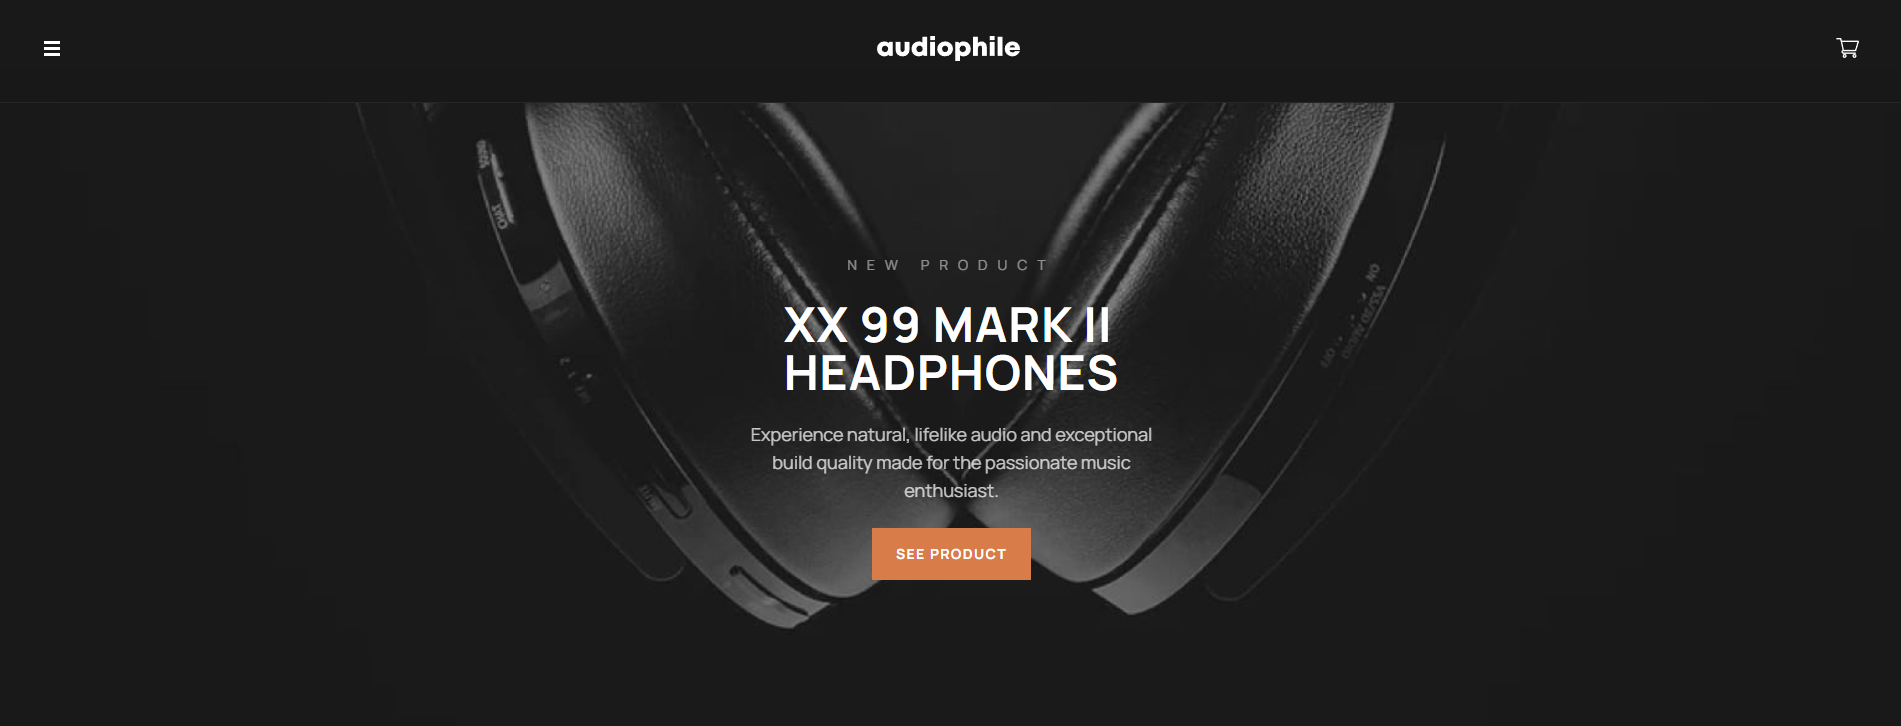 audiophile
NEW PRODUCT
XX 99 MARK II
HEADPHONES
Experience natural, lifelike audio and exceptional
build quality made for the passionate music
enthusiast.
SEE PRODUCT